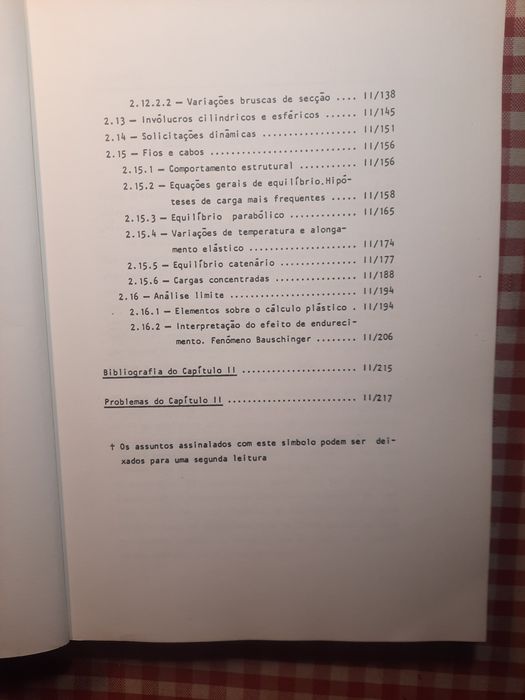 2.12.2.2 — Variações bruscas de secção .... II/138
2.13 — Invólucros cilíndricos e esféricos ...... II/145
2.14 — Solicitações dinâmicas .................. II/151
2.15 — Fios e cabos ............................ II/156
2.15.1 — Comportamento estrutural ........... II/156
2.15.2 — Equações gerais de equilíbrio.Hipó-
teses de carga mais frequentes ..... II/158
2.15.3 — Equilíbrio parabólico ............. II/165
2.15.4 — Variações de temperatura e alonga-
mento elástico ..................... II/174
2.15.5 — Equilíbrio catenário .............. II/177
2.15.6 — Cargas concentradas ............... II/188
2.16 — Análise limite ........................ II/194
2.16.1 — Elementos sobre o cálculo plástico . II/194
2.16.2 — Interpretação do efeito de endureci-
mento. Fenómeno Bauschinger ........ II/206
Bibliografia do Capítulo II ...................... II/215
Problemas do Capítulo II ......................... II/217
† Os assuntos assinalados com este símbolo podem ser dei-
xados para uma segunda leitura